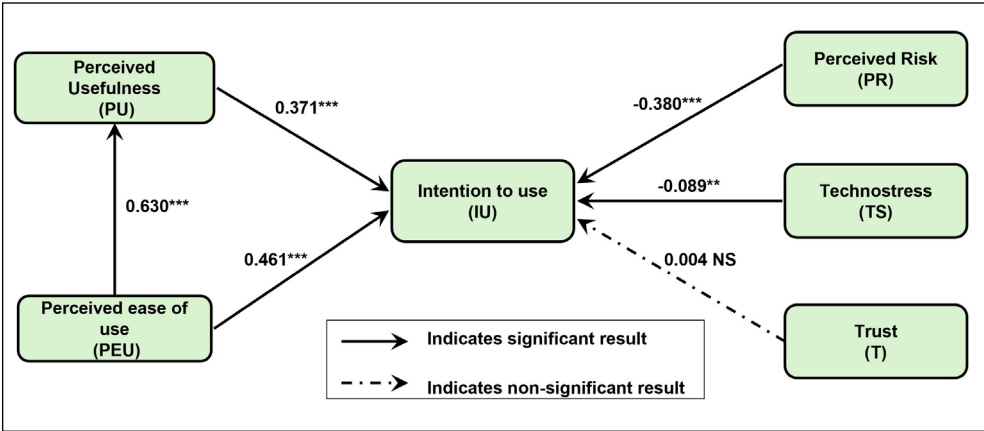 Perceived
Usefulness
(PU)
0.371***
0.630***
Perceived ease of
use
(PEU)
0.461***
Intention to use
(IU)
Perceived Risk
(PR)
-0.380***
Technostress
(TS)
-0.089**
0.004 NS
Trust
(T)
Indicates significant result
Indicates non-significant result